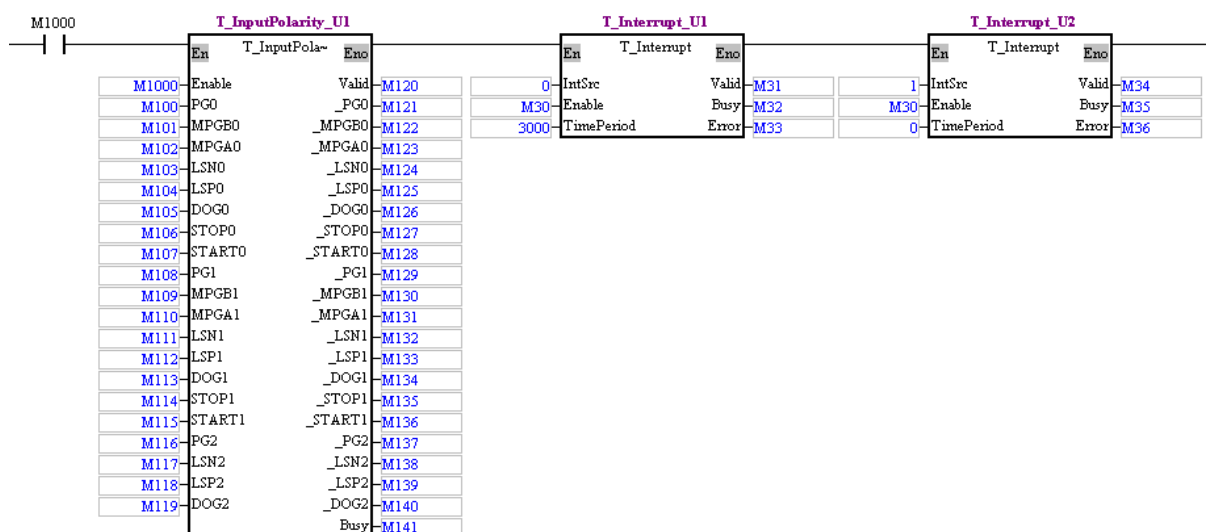 M1000
T_InputPolarity_U1 T_Interrupt_U1 T_Interrupt_U2
En T_InputPola~ Eno En T_Interrupt Eno En T_Interrupt Eno
M1000 Enable Valid M120 0 IntSrc Valid M31 1 IntSrc Valid M34
M100 PG0 _PG0 M121 M30 Enable Busy M32 M30 Enable Busy M35
M101 MPGB0 _MPGB0 M122 3000 TimePeriod Error M33 0 TimePeriod Error M36
M102 MPGA0 _MPGA0 M123
M103 LSN0 _LSN0 M124
M104 LSP0 _LSP0 M125
M105 DOG0 _DOG0 M126
M106 STOP0 _STOP0 M127
M107 START0 _START0 M128
M108 PG1 _PG1 M129
M109 MPGB1 _MPGB1 M130
M110 MPGA1 _MPGA1 M131
M111 LSN1 _LSN1 M132
M112 LSP1 _LSP1 M133
M113 DOG1 _DOG1 M134
M114 STOP1 _STOP1 M135
M115 START1 _START1 M136
M116 PG2 _PG2 M137
M117 LSN2 _LSN2 M138
M118 LSP2 _LSP2 M139
M119 DOG2 _DOG2 M140
Busy M141